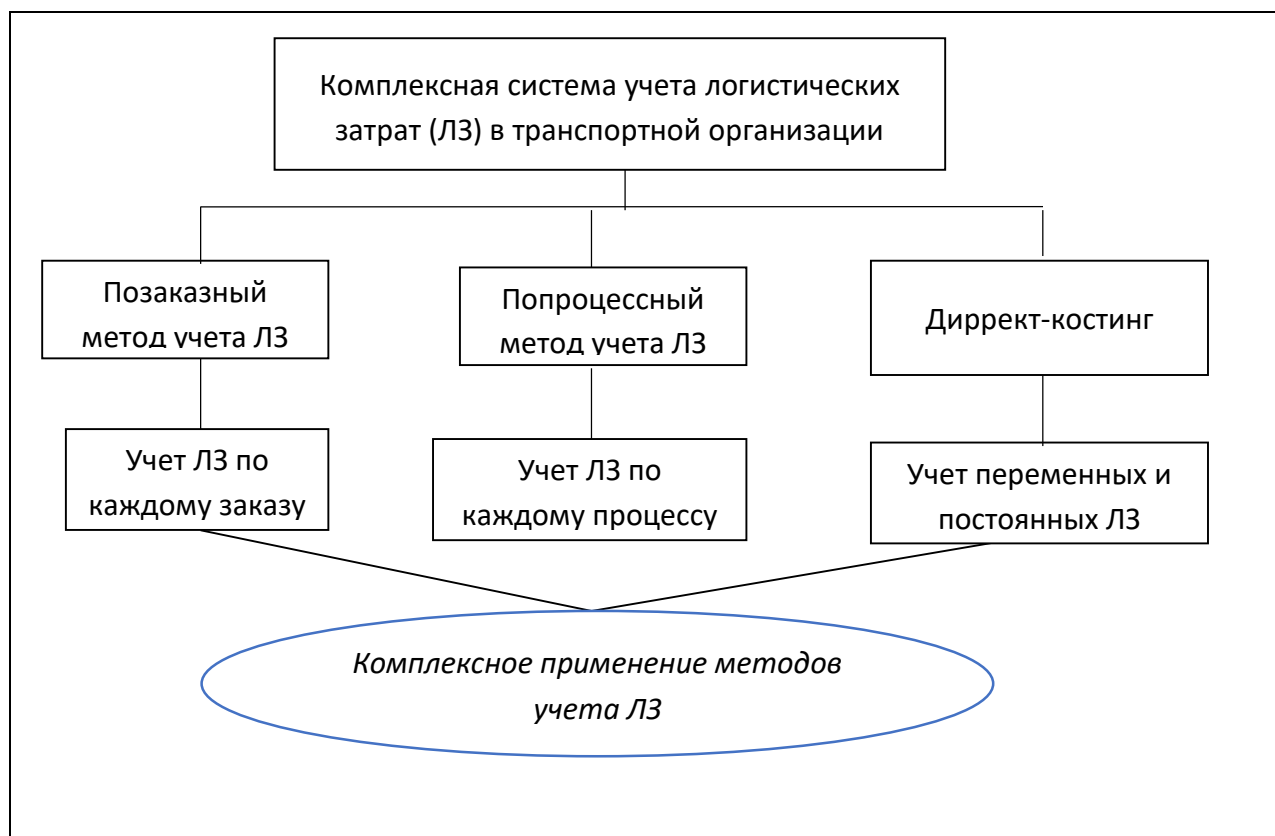 Комплексная система учета логистических
затрат (ЛЗ) в транспортной организации
Позаказный
метод учета ЛЗ
Попроцессный
метод учета ЛЗ
Диррект-костинг
Учет ЛЗ по
каждому заказу
Учет ЛЗ по
каждому процессу
Учет переменных и
постоянных ЛЗ
Комплексное применение методов
учета ЛЗ